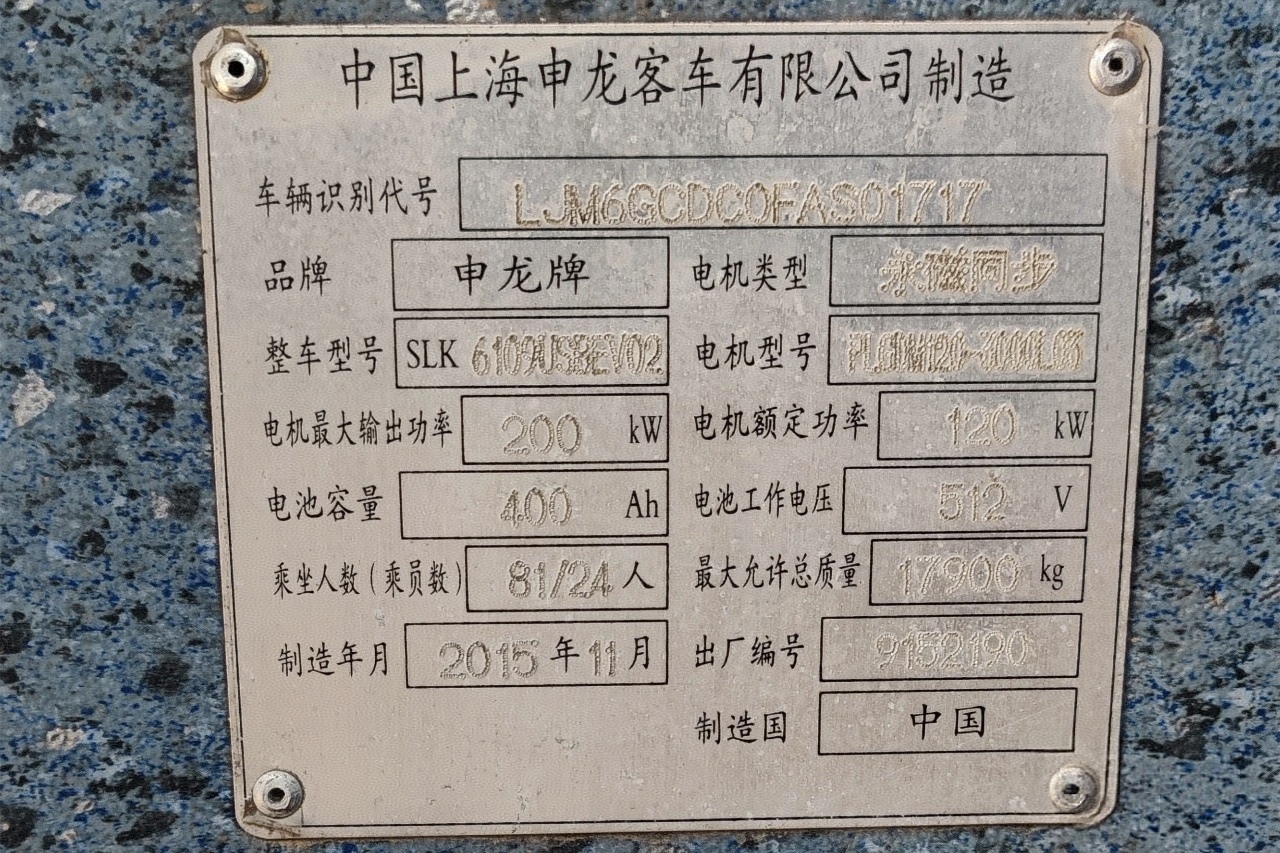 中国上海申龙客车有限公司制造
车辆识别代号 LJM6GCDC0FAS01717
品牌 申龙牌 电机类型 永磁同步
整车型号 SLK 6109USBEV02 电机型号
电机最大输出功率 200 kW 电机额定功率 120 kW
电池容量 400 Ah 电池工作电压 512 V
乘坐人数(乘员数) 81/24 人 最大允许总质量 17900 kg
制造年月 2015 年 11 月 出厂编号 9152190
制造国 中国